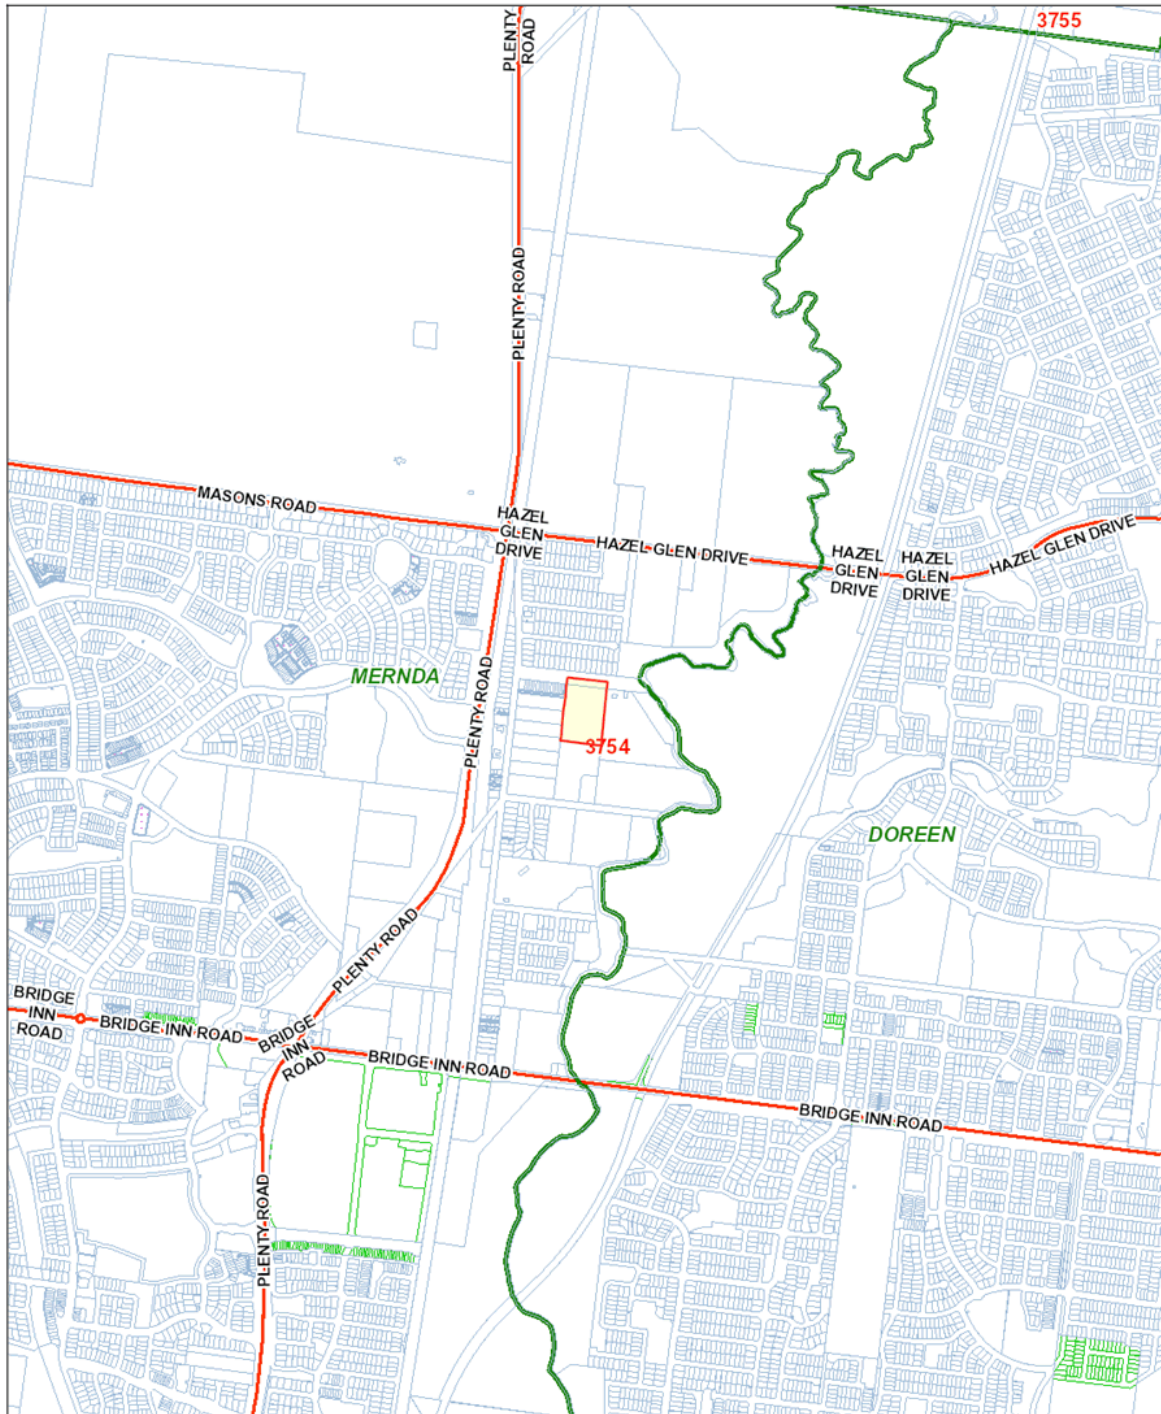 3755
PLENTY
ROAD
PLENTY ROAD
MASONS ROAD
HAZEL
GLEN
DRIVE
HAZEL GLEN DRIVE
HAZEL
GLEN
DRIVE
HAZEL
GLEN
DRIVE
HAZEL GLEN DRIVE
MERNDA
PLENTY ROAD
3754
DOREEN
PLENTY ROAD
BRIDGE
INN
ROAD
BRIDGE INN ROAD
BRIDGE
INN
ROAD
BRIDGE INN ROAD
BRIDGE INN ROAD
PLENTY ROAD